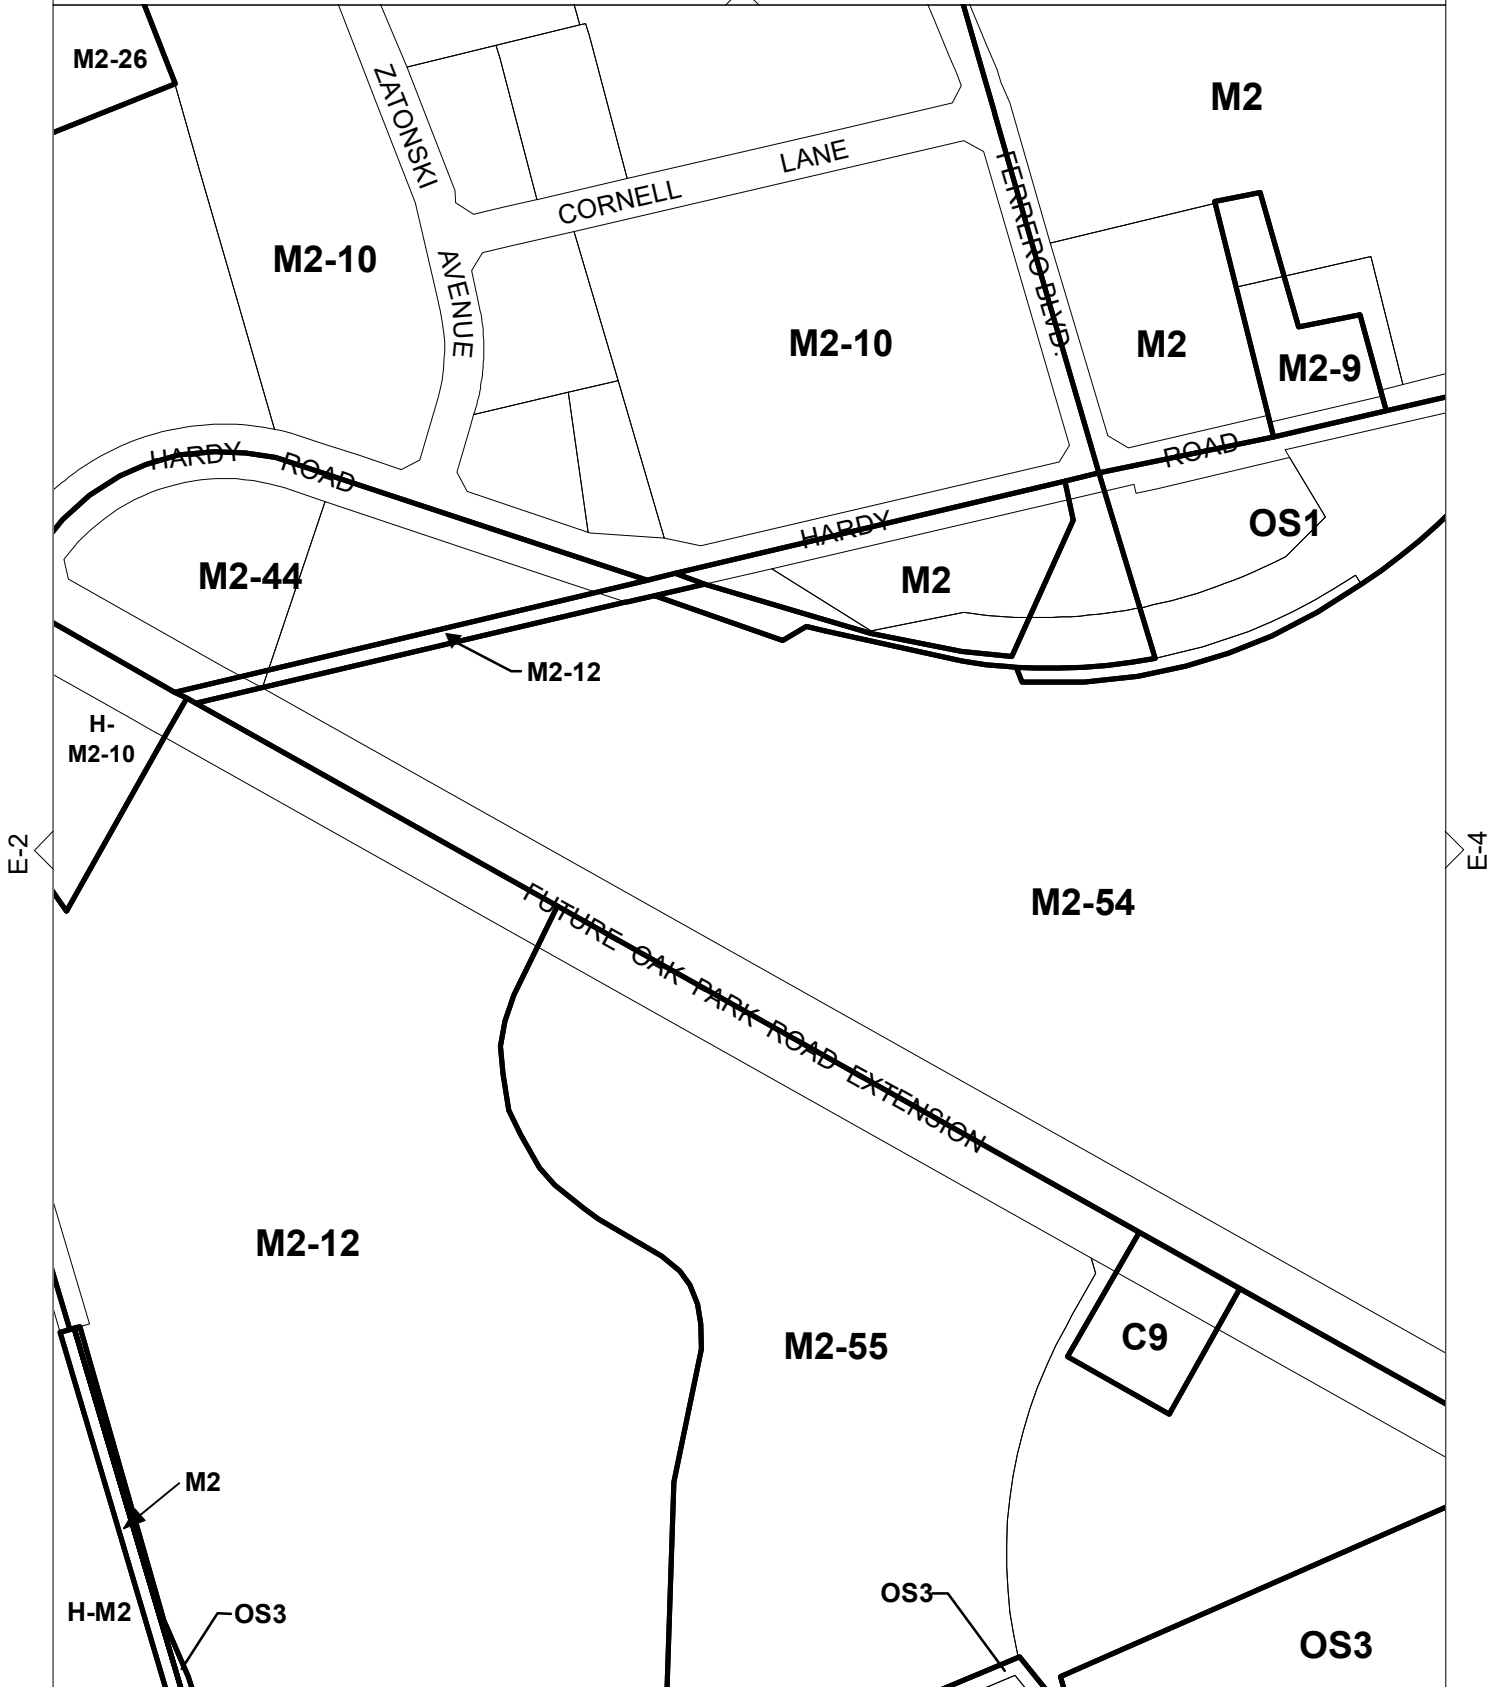 M2-26
ZATONSKI
M2
LANE
CORNELL
FERRERO BLVD.
M2-10
AVENUE
M2-10
M2
M2-9
HARDY
ROAD
ROAD
HARDY
OS1
M2-44
M2
M2-12
H-
M2-10
E-2
E-4
M2-54
FUTURE OAK PARK ROAD EXTENSION
M2-12
C9
M2-55
M2
OS3
H-M2
OS3
OS3